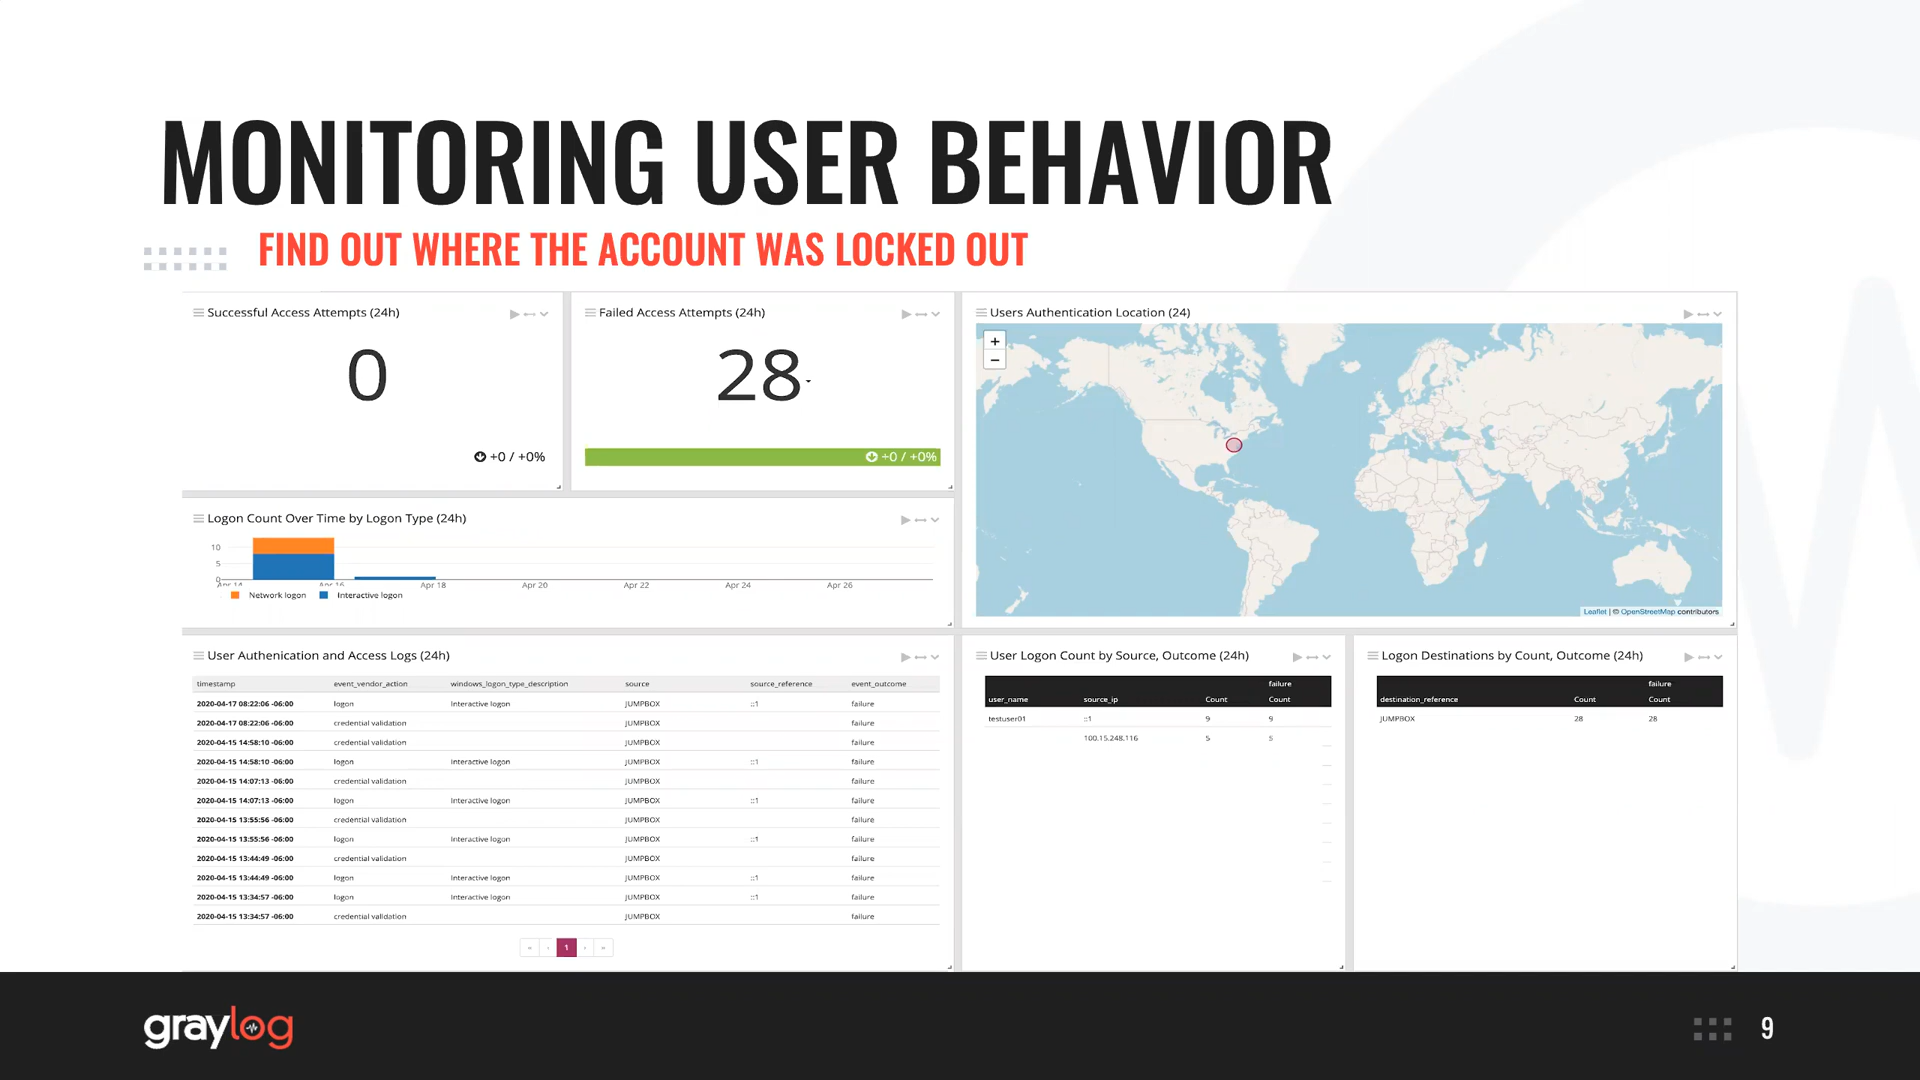 MONITORING USER BEHAVIOR
FIND OUT WHERE THE ACCOUNT WAS LOCKED OUT
Successful Access Attempts (24h)
0
+0 / +0%
Failed Access Attempts (24h)
28
+0 / +0%
Users Authentication Location (24)
+
−
Leaflet | © OpenStreetMap contributors
Logon Count Over Time by Logon Type (24h)
10
5
0
Apr 14 Apr 16 Apr 18 Apr 20 Apr 22 Apr 24 Apr 26
Network logon Interactive logon
User Authenication and Access Logs (24h)
timestamp event_vendor_action windows_logon_type_description source source_reference event_outcome
2020-04-17 08:22:06 -06:00 logon Interactive logon JUMPBOX ::1 failure
2020-04-17 08:22:06 -06:00 credential validation JUMPBOX failure
2020-04-15 14:58:10 -06:00 credential validation JUMPBOX failure
2020-04-15 14:58:10 -06:00 logon Interactive logon JUMPBOX ::1 failure
2020-04-15 14:07:13 -06:00 credential validation JUMPBOX failure
2020-04-15 14:07:13 -06:00 logon Interactive logon JUMPBOX ::1 failure
2020-04-15 13:55:56 -06:00 credential validation JUMPBOX failure
2020-04-15 13:55:56 -06:00 logon Interactive logon JUMPBOX ::1 failure
2020-04-15 13:44:49 -06:00 credential validation JUMPBOX failure
2020-04-15 13:44:49 -06:00 logon Interactive logon JUMPBOX ::1 failure
2020-04-15 13:34:57 -06:00 logon Interactive logon JUMPBOX ::1 failure
2020-04-15 13:34:57 -06:00 credential validation JUMPBOX failure
« ‹ 1 › »
User Logon Count by Source, Outcome (24h)
failure
user_name source_ip Count Count
testuser01 ::1 9 9
100.15.248.116 5 5
Logon Destinations by Count, Outcome (24h)
failure
destination_reference Count Count
JUMPBOX 28 28
graylog
9